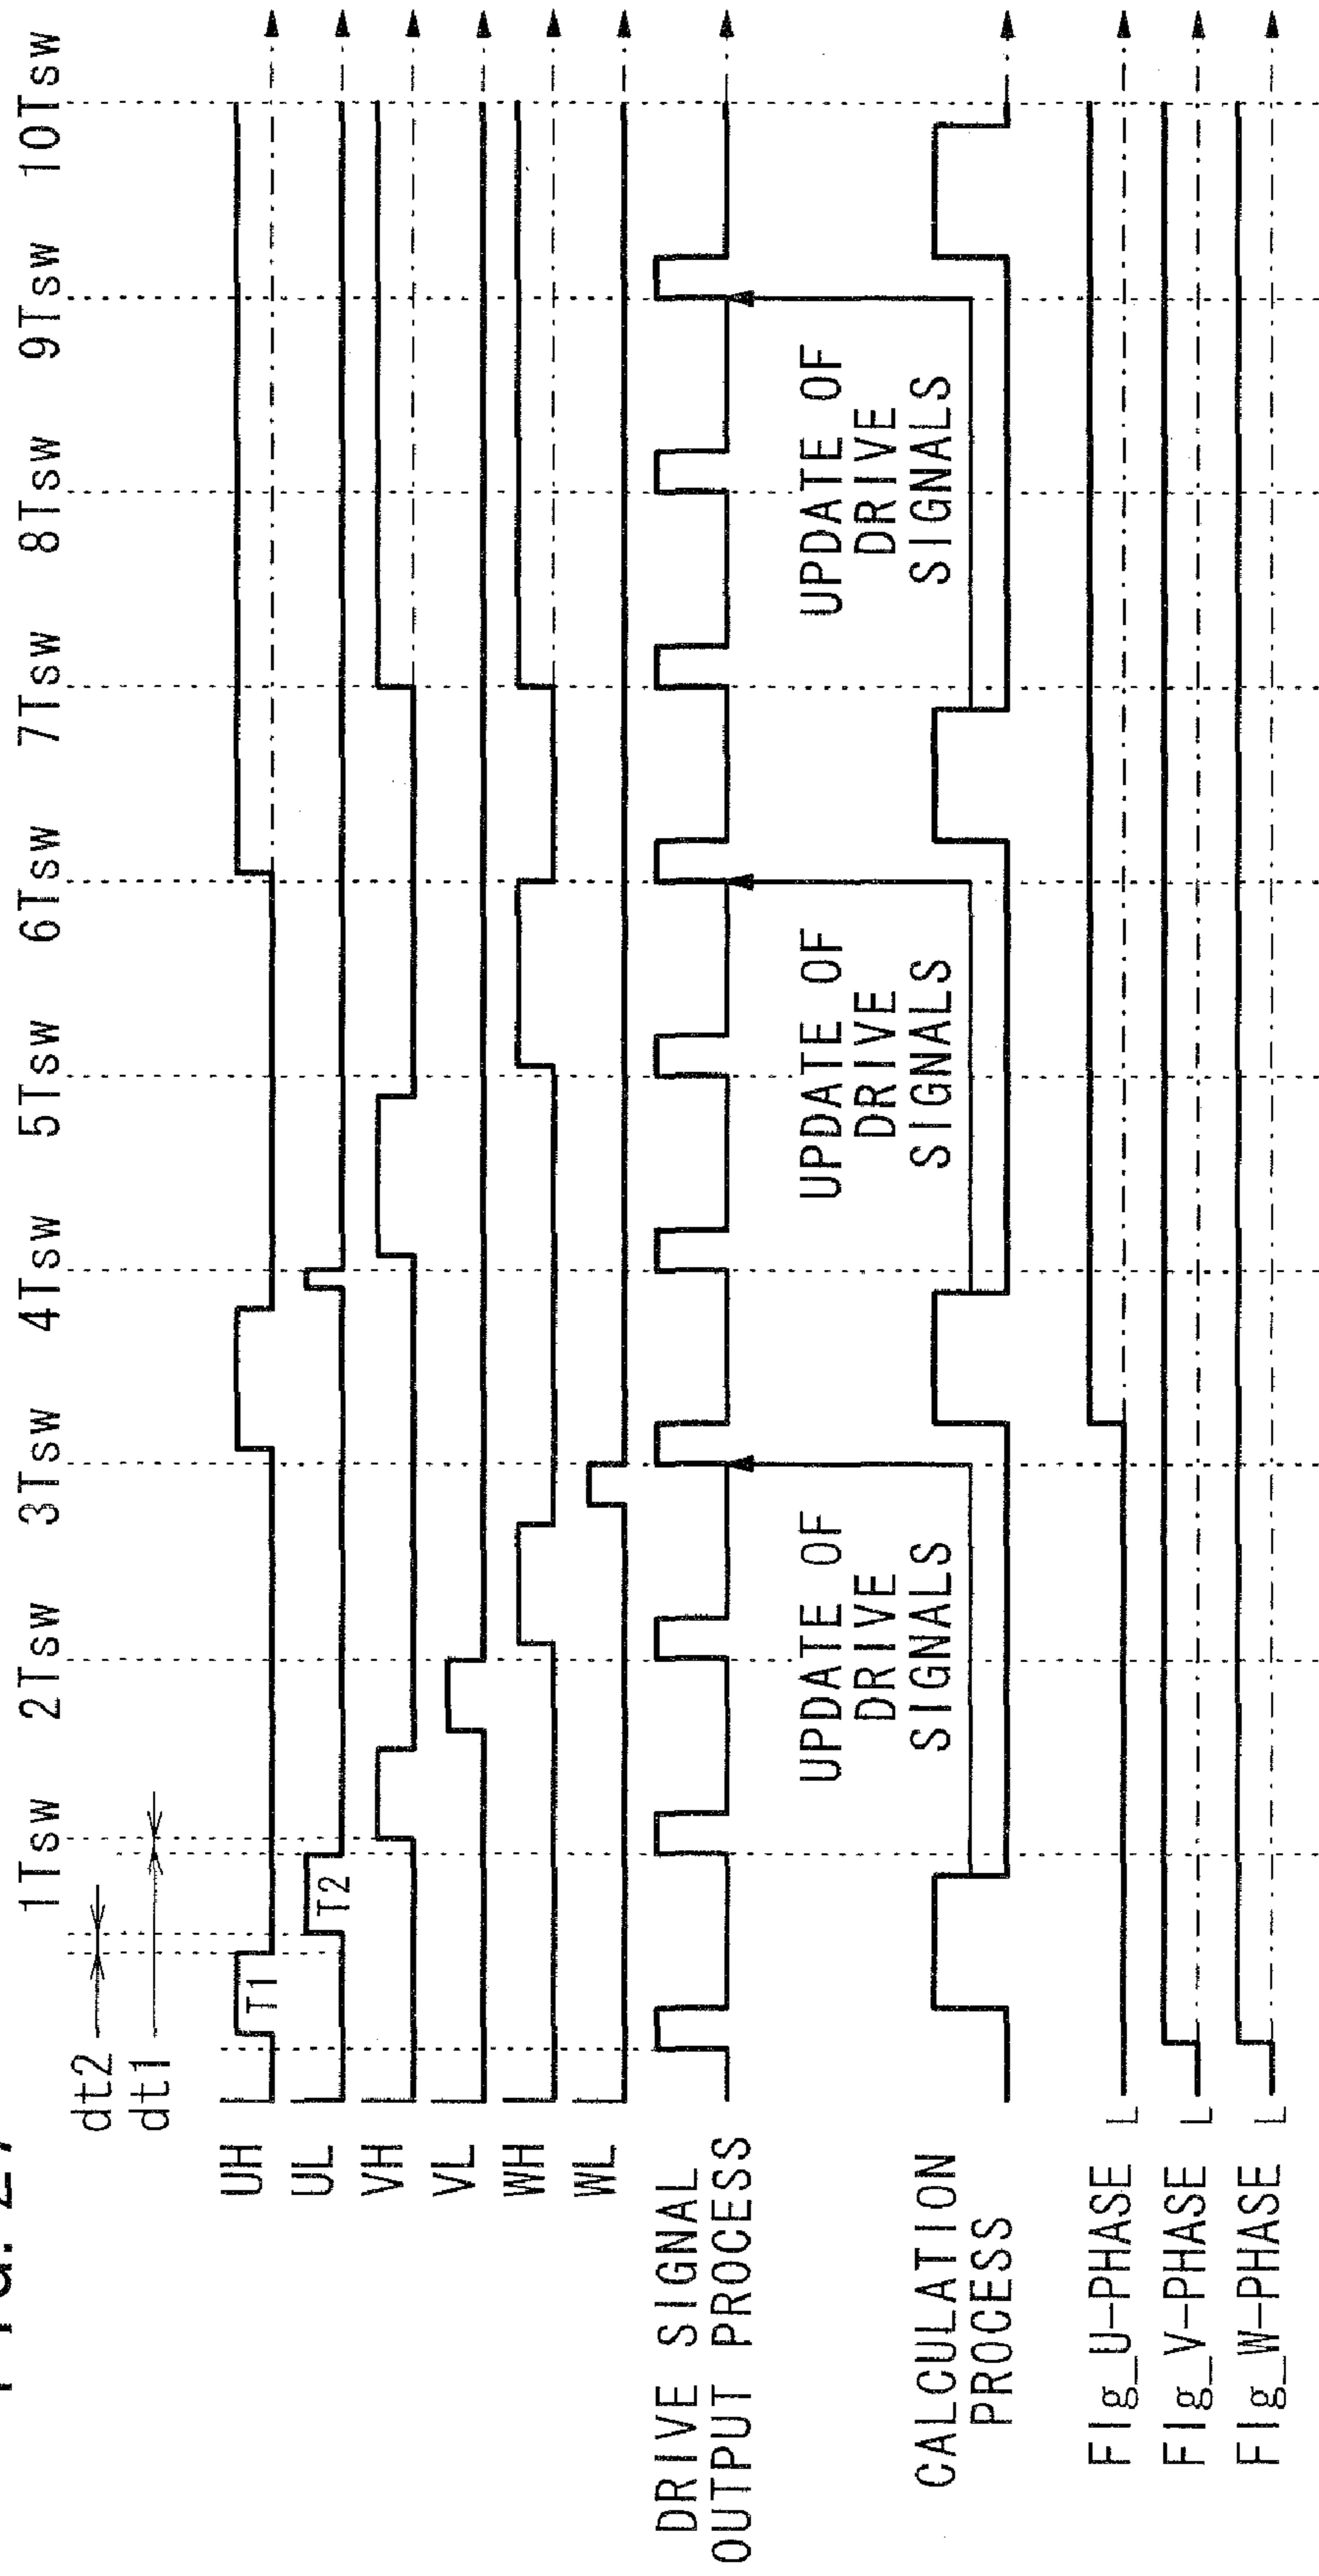 1Tsw 2Tsw 3Tsw 4Tsw 5Tsw 6Tsw 7Tsw 8Tsw 9Tsw 10Tsw
dt2
dt1
UH
T1
UL
T2
VH
VL
WH
WL
DRIVE SIGNAL
OUTPUT PROCESS
UPDATE OF
DRIVE
SIGNALS
UPDATE OF
DRIVE
SIGNALS
UPDATE OF
DRIVE
SIGNALS
CALCULATION
PROCESS
Flg_U-PHASE L
Flg_V-PHASE L
Flg_W-PHASE L